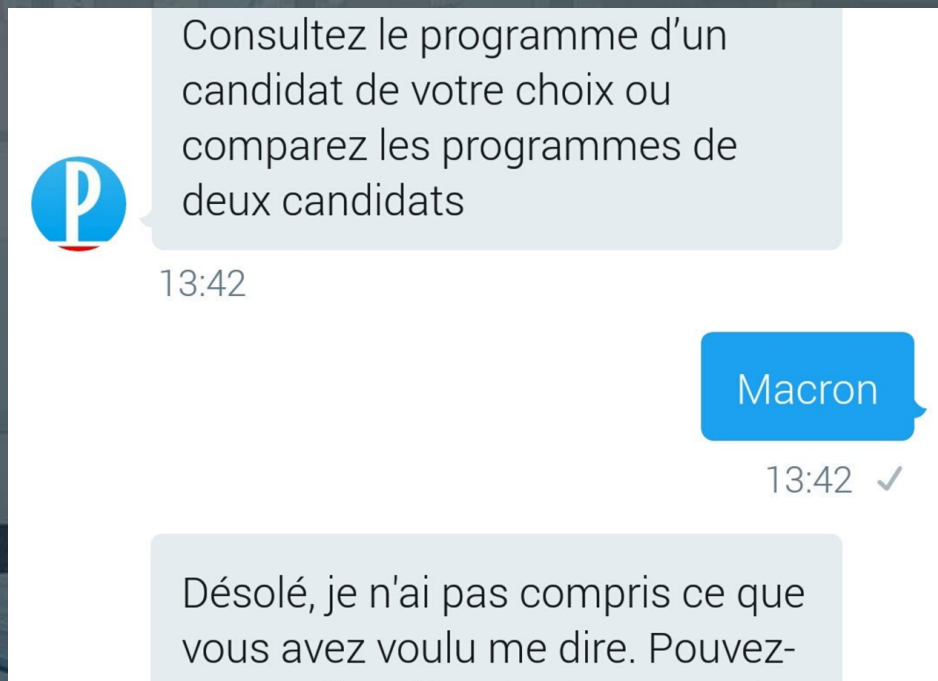 Consultez le programme d’un
candidat de votre choix ou
comparez les programmes de
deux candidats
P
13:42
Macron
13:42
Désolé, je n'ai pas compris ce que
vous avez voulu me dire. Pouvez-